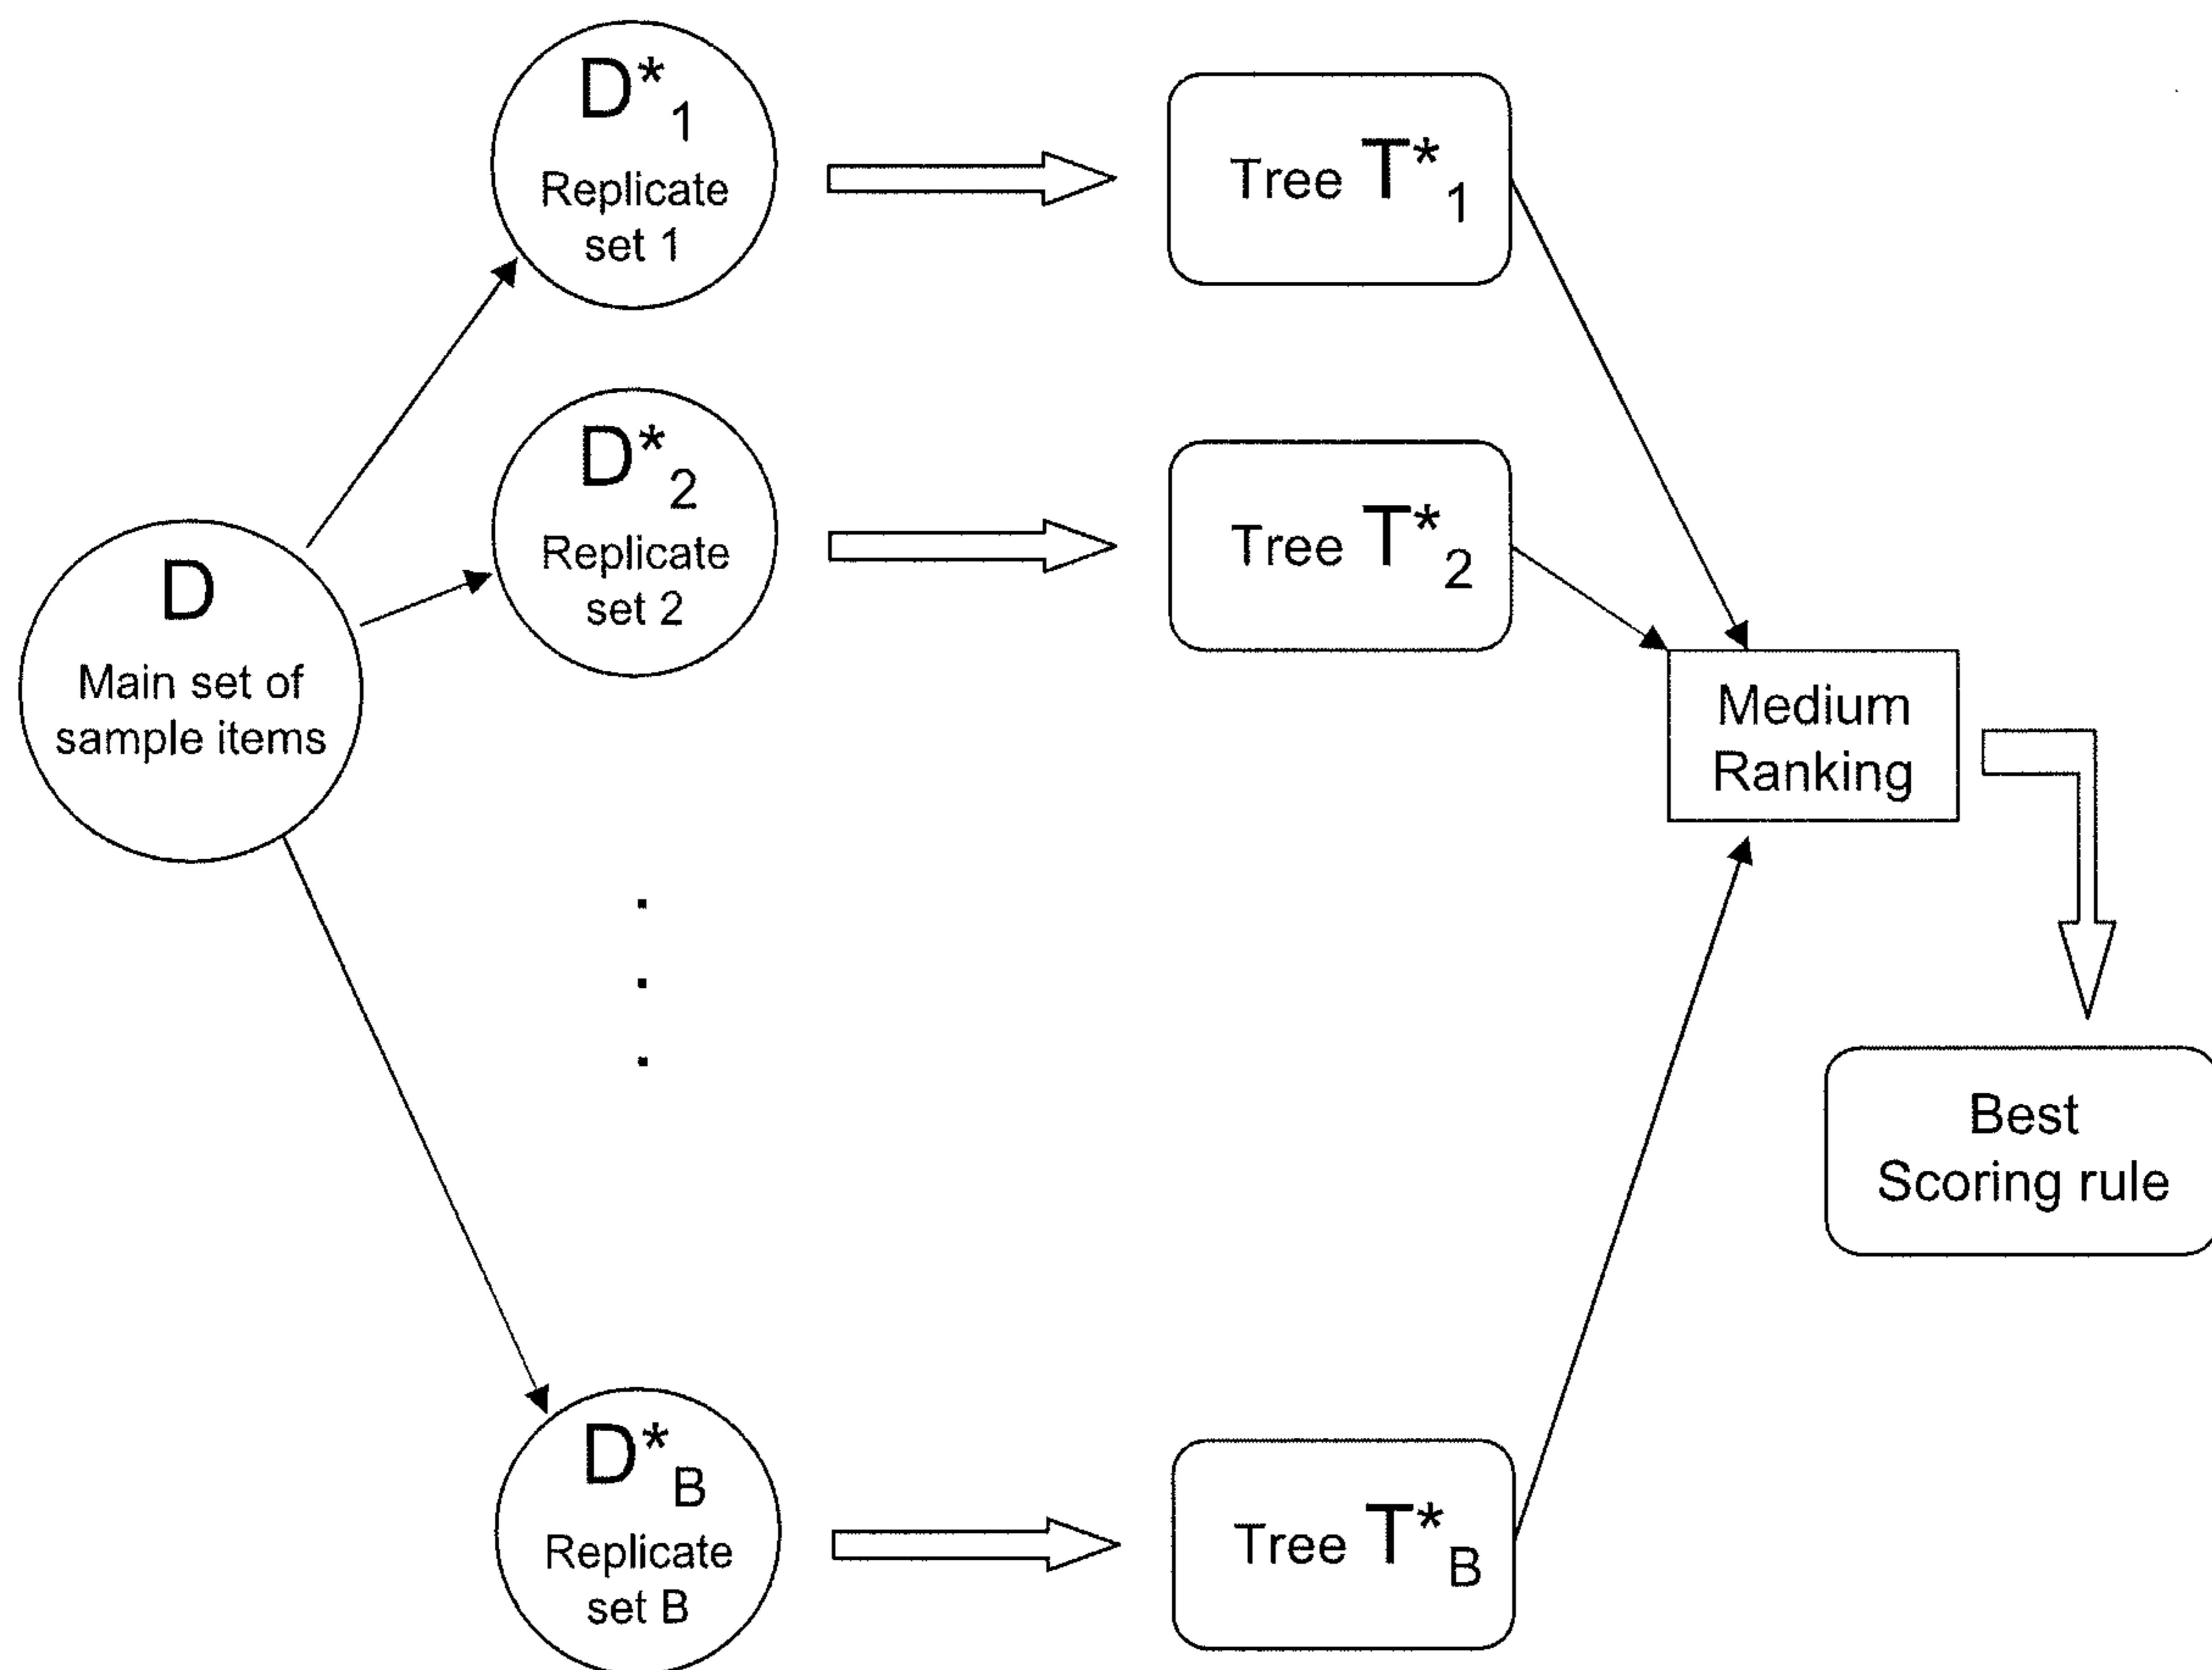 D*1
Replicate
set 1
Tree T*1
D*2
Replicate
set 2
Tree T*2
D
Main set of
sample items
Medium
Ranking
Best
Scoring rule
D*B
Replicate
set B
Tree T*B